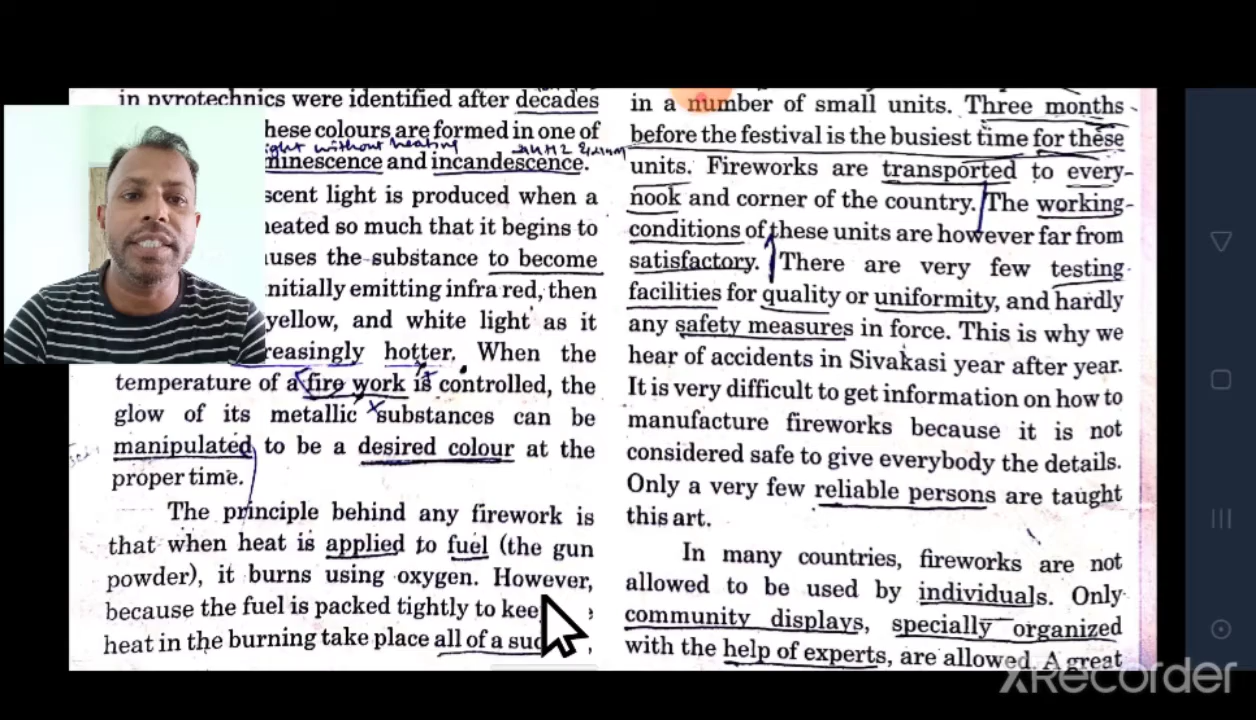 in pyrotechnics were identified after decades
hese colours are formed in one of
ight without heating
minescence and incandescence.
scent light is produced when a
heated so much that it begins to
uses the substance to become
nitially emitting infra red, then
yellow, and white light as it
reasingly hotter. When the
temperature of a fire work is controlled, the
glow of its metallic substances can be
manipulated to be a desired colour at the
proper time.
The principle behind any firework is
that when heat is applied to fuel (the gun
powder), it burns using oxygen. However,
because the fuel is packed tightly to kee
heat in the burning take place all of a su
in a number of small units. Three months
before the festival is the busiest time for these
units. Fireworks are transported to every
nook and corner of the country. The working
conditions of these units are however far from
satisfactory. There are very few testing
facilities for quality or uniformity, and hardly
any safety measures in force. This is why we
hear of accidents in Sivakasi year after year.
It is very difficult to get information on how to
manufacture fireworks because it is not
considered safe to give everybody the details.
Only a very few reliable persons are taught
this art.
In many countries, fireworks are not
allowed to be used by individuals. Only
community displays, specially organized
with the help of experts, are allowed. A great
XRecorder